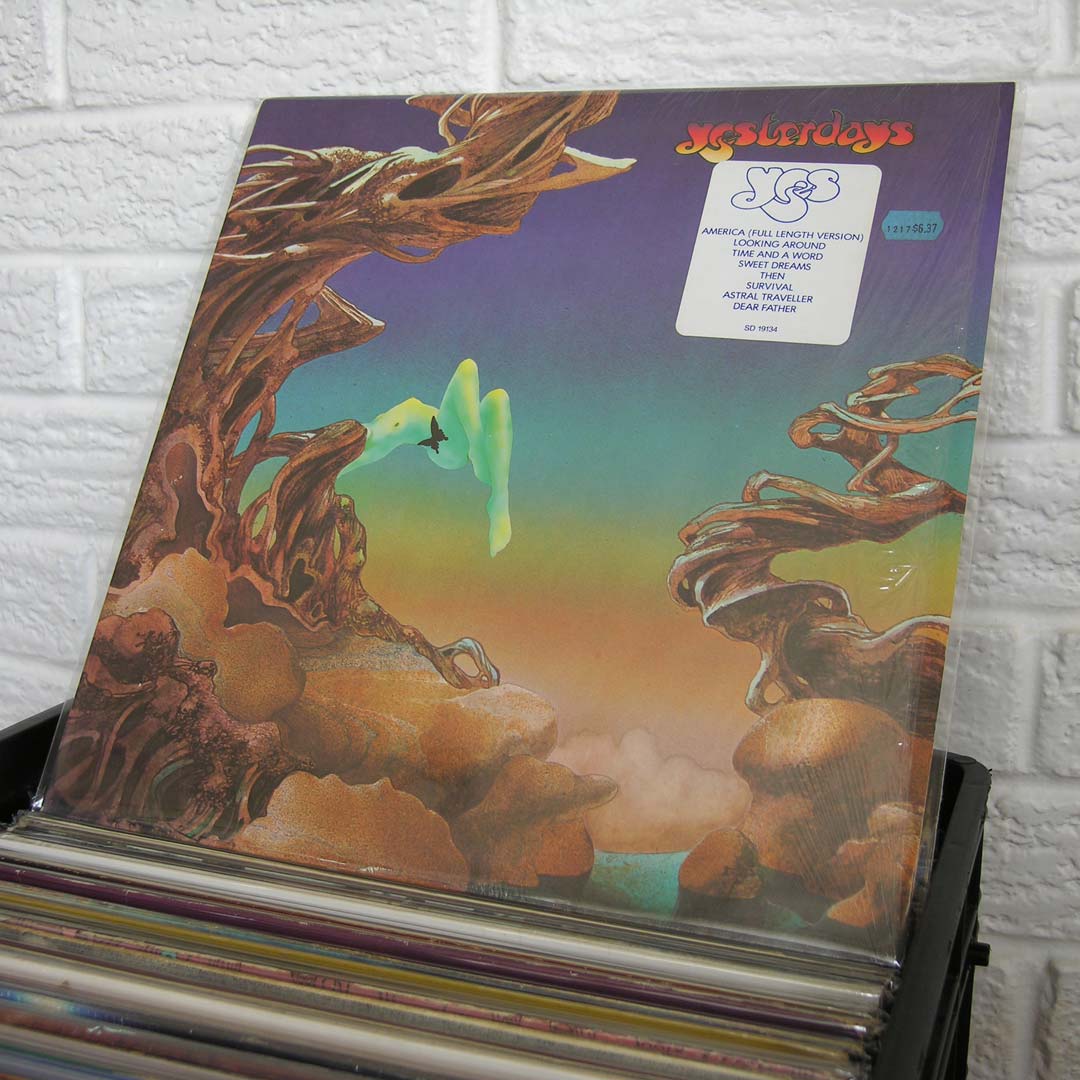 yesterdays
yes
AMERICA (FULL LENGTH VERSION)
LOOKING AROUND
TIME AND A WORD
SWEET DREAMS
THEN
SURVIVAL
ASTRAL TRAVELLER
DEAR FATHER
SD 19134
1217 $6.37